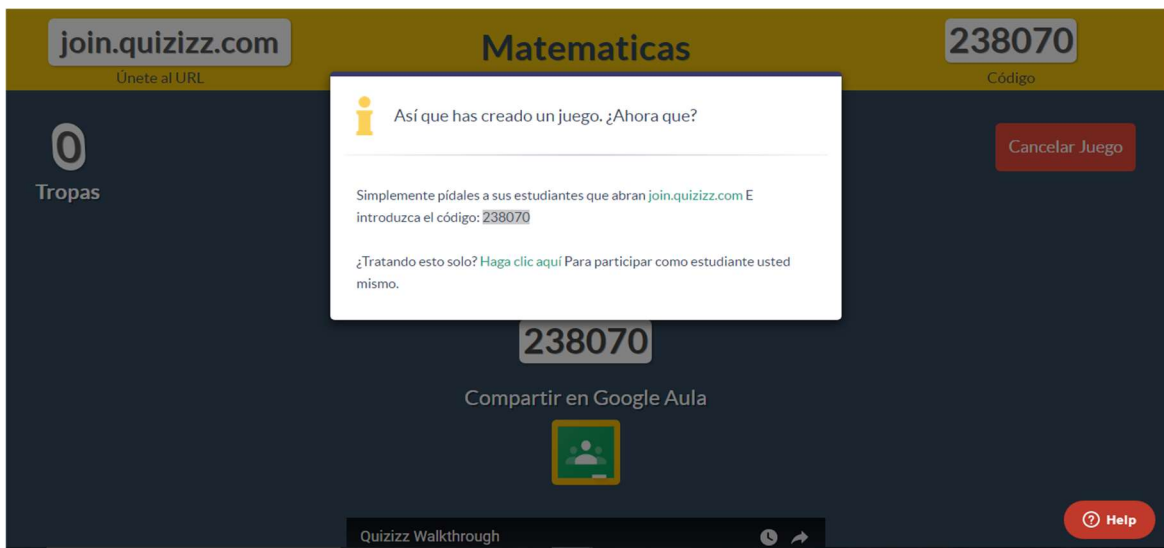 join.quizizz.com
Únete al URL
Matematicas
238070
Código
0
Tropas
Cancelar Juego
Así que has creado un juego. ¿Ahora que?
Simplemente pídales a sus estudiantes que abran join.quizizz.com E
introduzca el código: 238070
¿Tratando esto solo? Haga clic aquí Para participar como estudiante usted
mismo.
238070
Compartir en Google Aula
Quizizz Walkthrough
Help